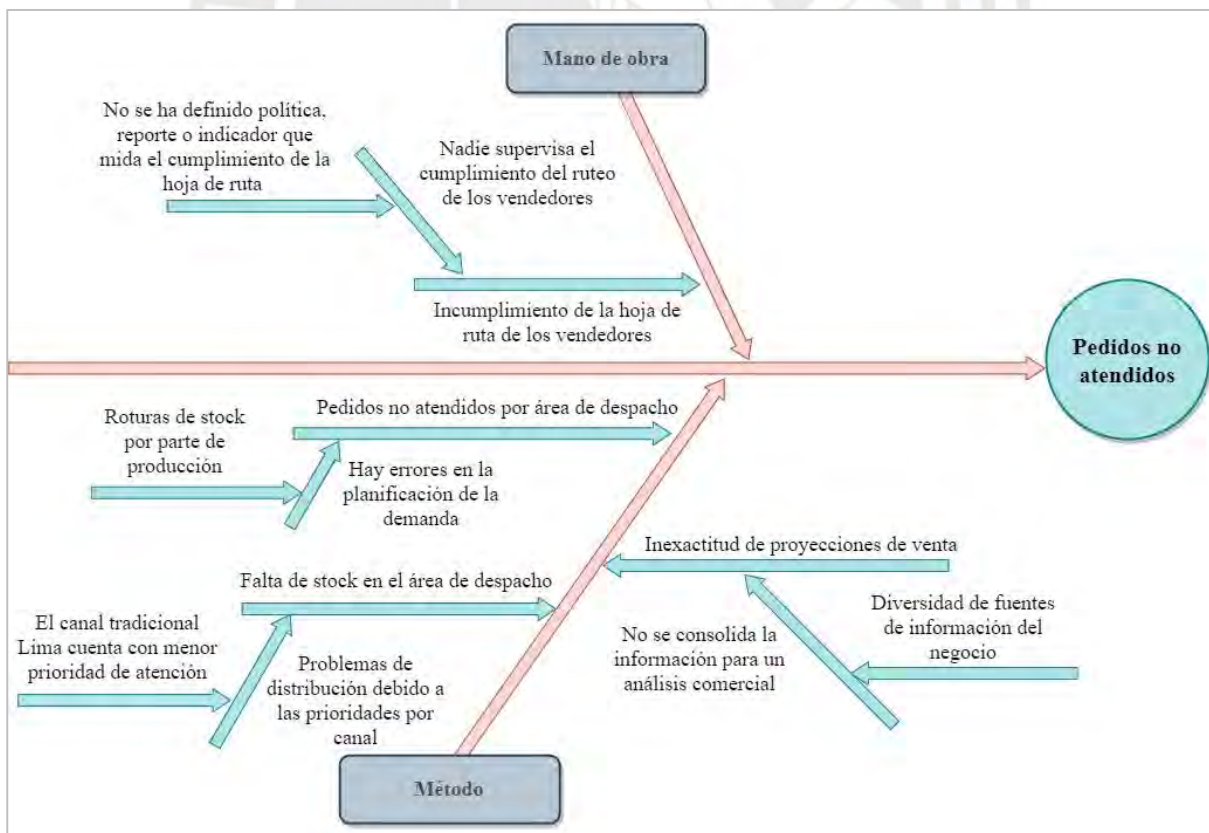 Mano de obra
No se ha definido política,
reporte o indicador que
mida el cumplimiento de la
hoja de ruta
Nadie supervisa el
cumplimiento del ruteo
de los vendedores
Incumplimiento de la hoja de
ruta de los vendedores
Pedidos no
atendidos
Roturas de stock
por parte de
producción
Pedidos no atendidos por área de despacho
Hay errores en la
planificación de la
demanda
Inexactitud de proyecciones de venta
Falta de stock en el área de despacho
El canal tradicional
Lima cuenta con menor
prioridad de atención
Problemas de
distribución debido a
las prioridades por
canal
No se consolida la
información para un
análisis comercial
Diversidad de fuentes
de información del
negocio
Método